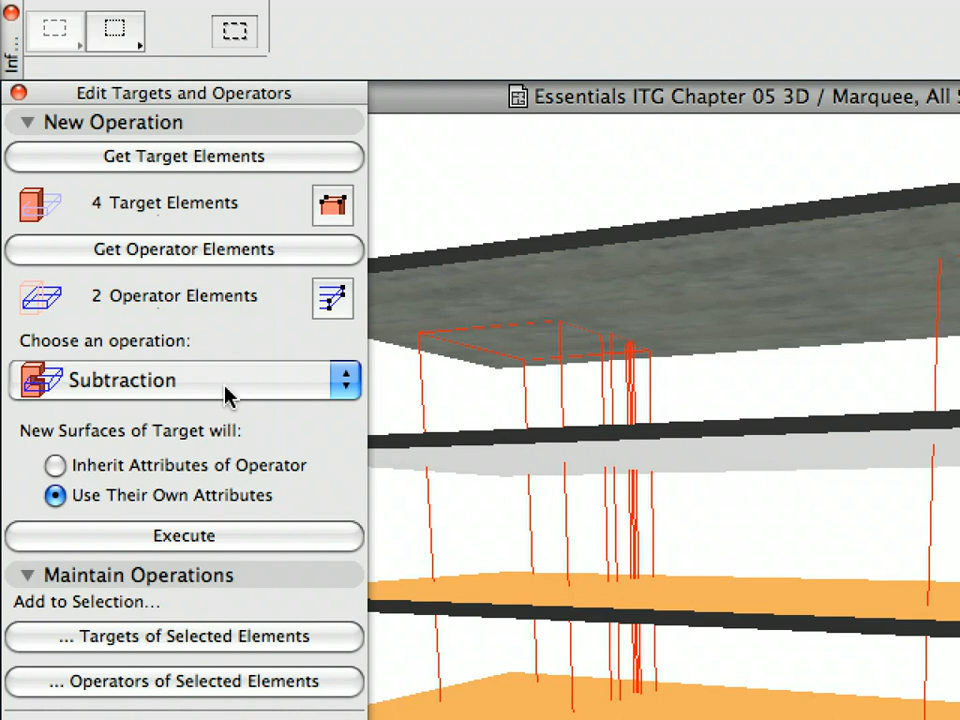 Inf...
Essentials ITG Chapter 05 3D / Marquee, All
Edit Targets and Operators
New Operation
Get Target Elements
4 Target Elements
Get Operator Elements
2 Operator Elements
Choose an operation:
Subtraction
New Surfaces of Target will:
Inherit Attributes of Operator
Use Their Own Attributes
Execute
Maintain Operations
Add to Selection...
... Targets of Selected Elements
... Operators of Selected Elements